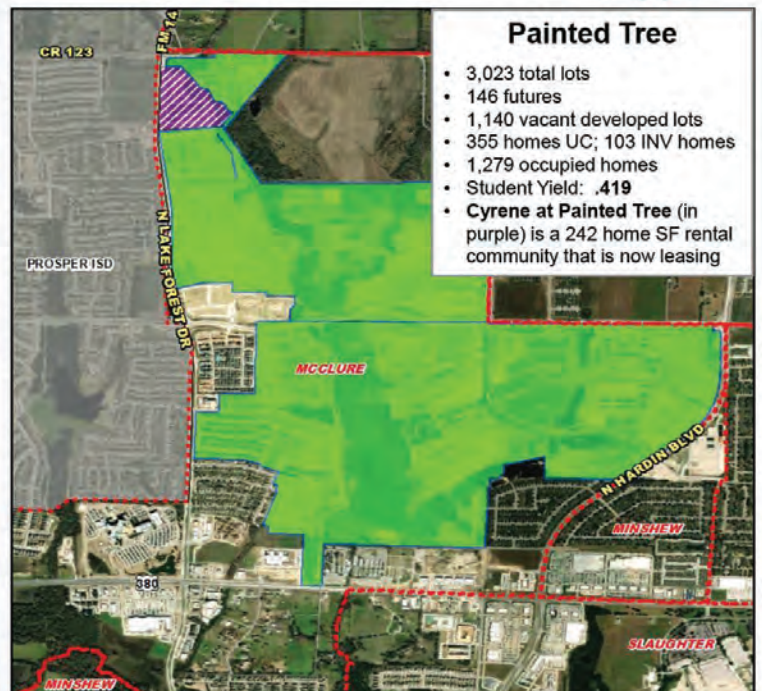 Painted Tree
• 3,023 total lots
• 146 futures
• 1,140 vacant developed lots
• 355 homes UC; 103 INV homes
• 1,279 occupied homes
• Student Yield: .419
• Cyrene at Painted Tree (in
purple) is a 242 home SF rental
community that is now leasing
CR 123
FM 14
PROSPER ISD
N LAKE FOREST DR
MCCLURE
N HARDIN BLVD
MINSHEW
380
SLAUGHTER
MINSHEW